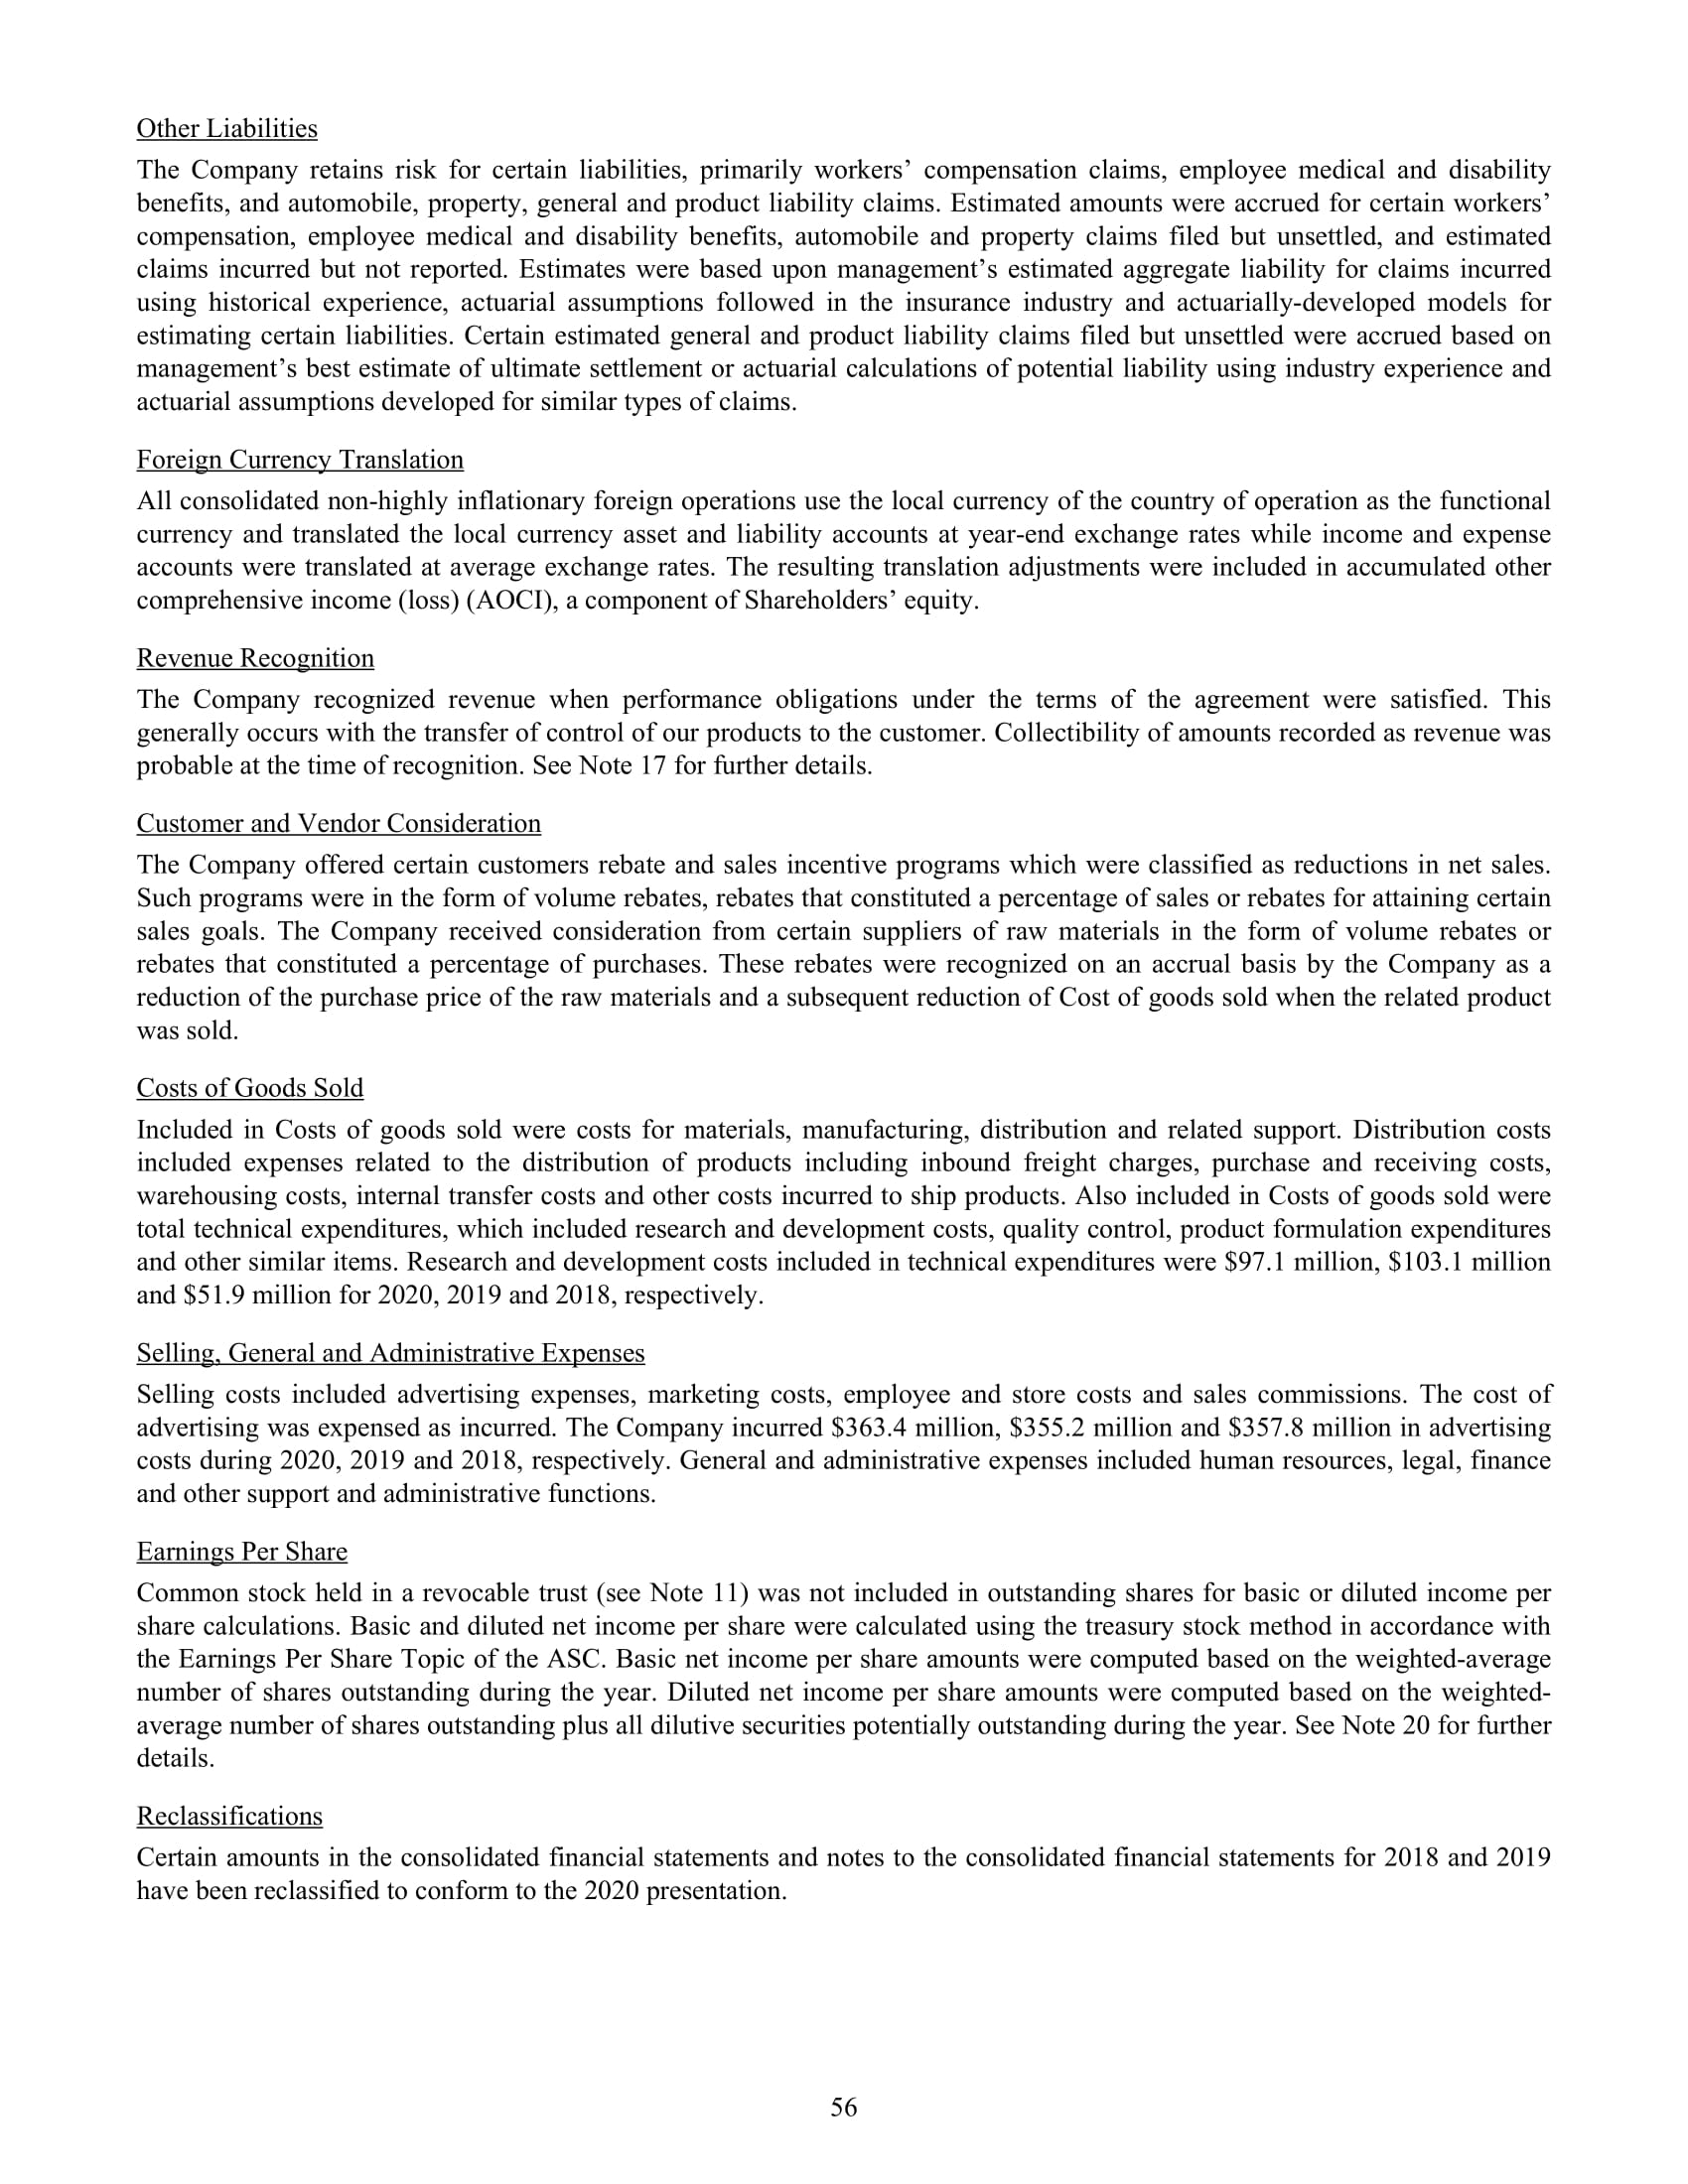 Other Liabilities
The Company retains risk for certain liabilities, primarily workers’ compensation claims, employee medical and disability
benefits, and automobile, property, general and product liability claims. Estimated amounts were accrued for certain workers’
compensation, employee medical and disability benefits, automobile and property claims filed but unsettled, and estimated
claims incurred but not reported. Estimates were based upon management’s estimated aggregate liability for claims incurred
using historical experience, actuarial assumptions followed in the insurance industry and actuarially-developed models for
estimating certain liabilities. Certain estimated general and product liability claims filed but unsettled were accrued based on
management’s best estimate of ultimate settlement or actuarial calculations of potential liability using industry experience and
actuarial assumptions developed for similar types of claims.
Foreign Currency Translation
All consolidated non-highly inflationary foreign operations use the local currency of the country of operation as the functional
currency and translated the local currency asset and liability accounts at year-end exchange rates while income and expense
accounts were translated at average exchange rates. The resulting translation adjustments were included in accumulated other
comprehensive income (loss) (AOCI), a component of Shareholders’ equity.
Revenue Recognition
The Company recognized revenue when performance obligations under the terms of the agreement were satisfied. This
generally occurs with the transfer of control of our products to the customer. Collectibility of amounts recorded as revenue was
probable at the time of recognition. See Note 17 for further details.
Customer and Vendor Consideration
The Company offered certain customers rebate and sales incentive programs which were classified as reductions in net sales.
Such programs were in the form of volume rebates, rebates that constituted a percentage of sales or rebates for attaining certain
sales goals. The Company received consideration from certain suppliers of raw materials in the form of volume rebates or
rebates that constituted a percentage of purchases. These rebates were recognized on an accrual basis by the Company as a
reduction of the purchase price of the raw materials and a subsequent reduction of Cost of goods sold when the related product
was sold.
Costs of Goods Sold
Included in Costs of goods sold were costs for materials, manufacturing, distribution and related support. Distribution costs
included expenses related to the distribution of products including inbound freight charges, purchase and receiving costs,
warehousing costs, internal transfer costs and other costs incurred to ship products. Also included in Costs of goods sold were
total technical expenditures, which included research and development costs, quality control, product formulation expenditures
and other similar items. Research and development costs included in technical expenditures were $97.1 million, $103.1 million
and $51.9 million for 2020, 2019 and 2018, respectively.
Selling, General and Administrative Expenses
Selling costs included advertising expenses, marketing costs, employee and store costs and sales commissions. The cost of
advertising was expensed as incurred. The Company incurred $363.4 million, $355.2 million and $357.8 million in advertising
costs during 2020, 2019 and 2018, respectively. General and administrative expenses included human resources, legal, finance
and other support and administrative functions.
Earnings Per Share
Common stock held in a revocable trust (see Note 11) was not included in outstanding shares for basic or diluted income per
share calculations. Basic and diluted net income per share were calculated using the treasury stock method in accordance with
the Earnings Per Share Topic of the ASC. Basic net income per share amounts were computed based on the weighted-average
number of shares outstanding during the year. Diluted net income per share amounts were computed based on the weighted-
average number of shares outstanding plus all dilutive securities potentially outstanding during the year. See Note 20 for further
details.
Reclassifications
Certain amounts in the consolidated financial statements and notes to the consolidated financial statements for 2018 and 2019
have been reclassified to conform to the 2020 presentation.
56